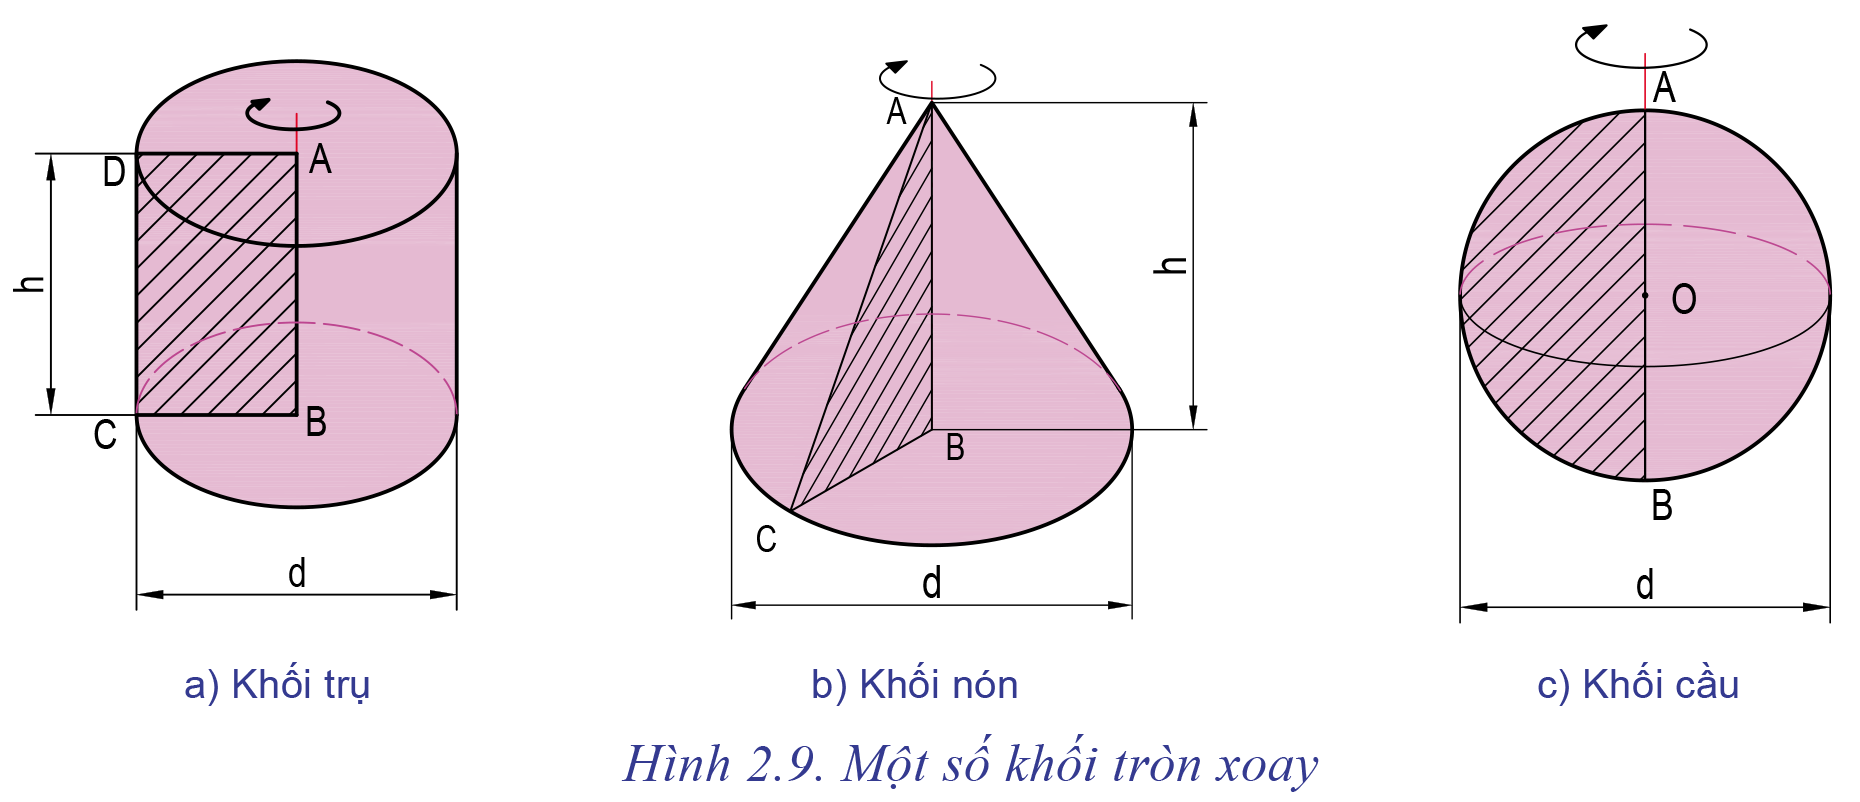 D
A
h
C
B
d
A
h
B
C
d
A
O
B
d
a) Khối trụ
b) Khối nón
c) Khối cầu
Hình 2.9. Một số khối tròn xoay